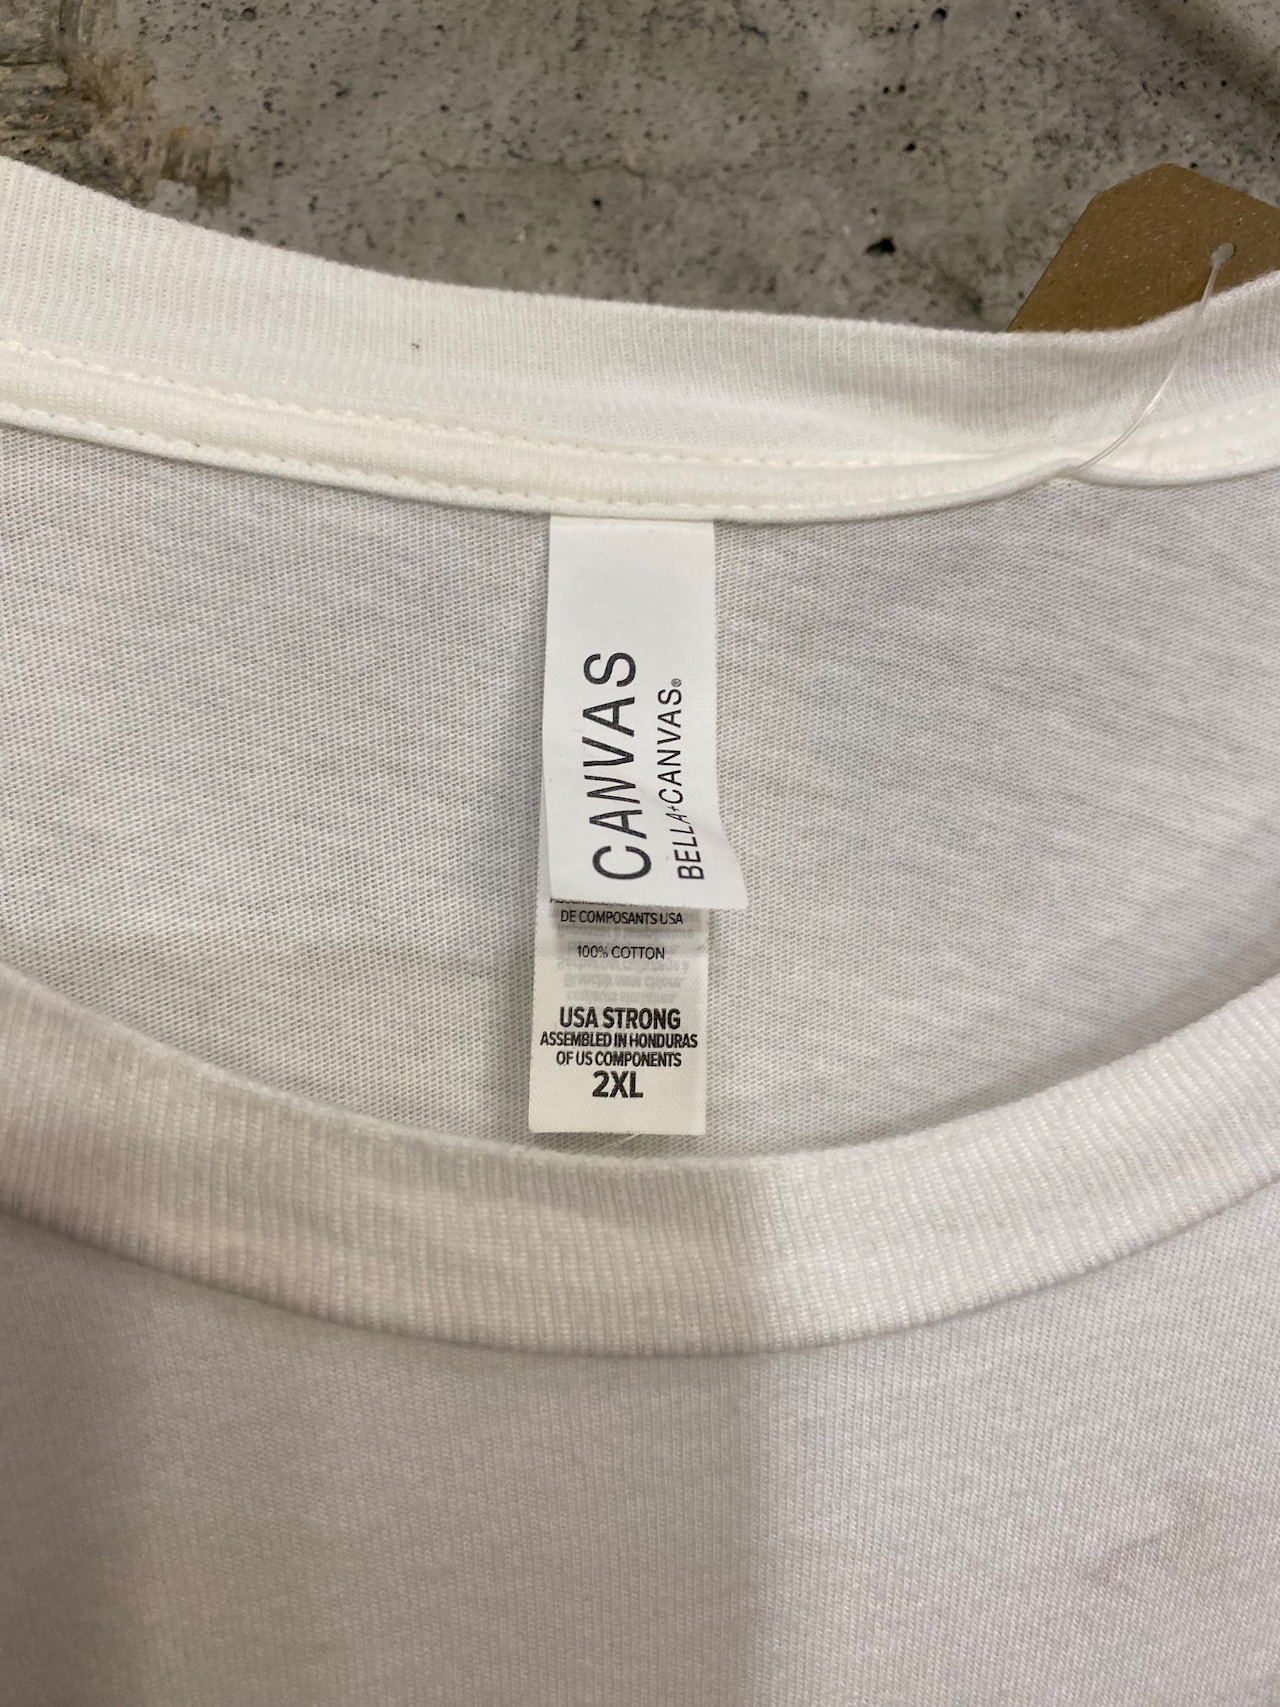 CANVAS
BELLA+CANVAS®
DE COMPOSANTS USA
100% COTTON
USA STRONG
ASSEMBLED IN HONDURAS
OF US COMPONENTS
2XL